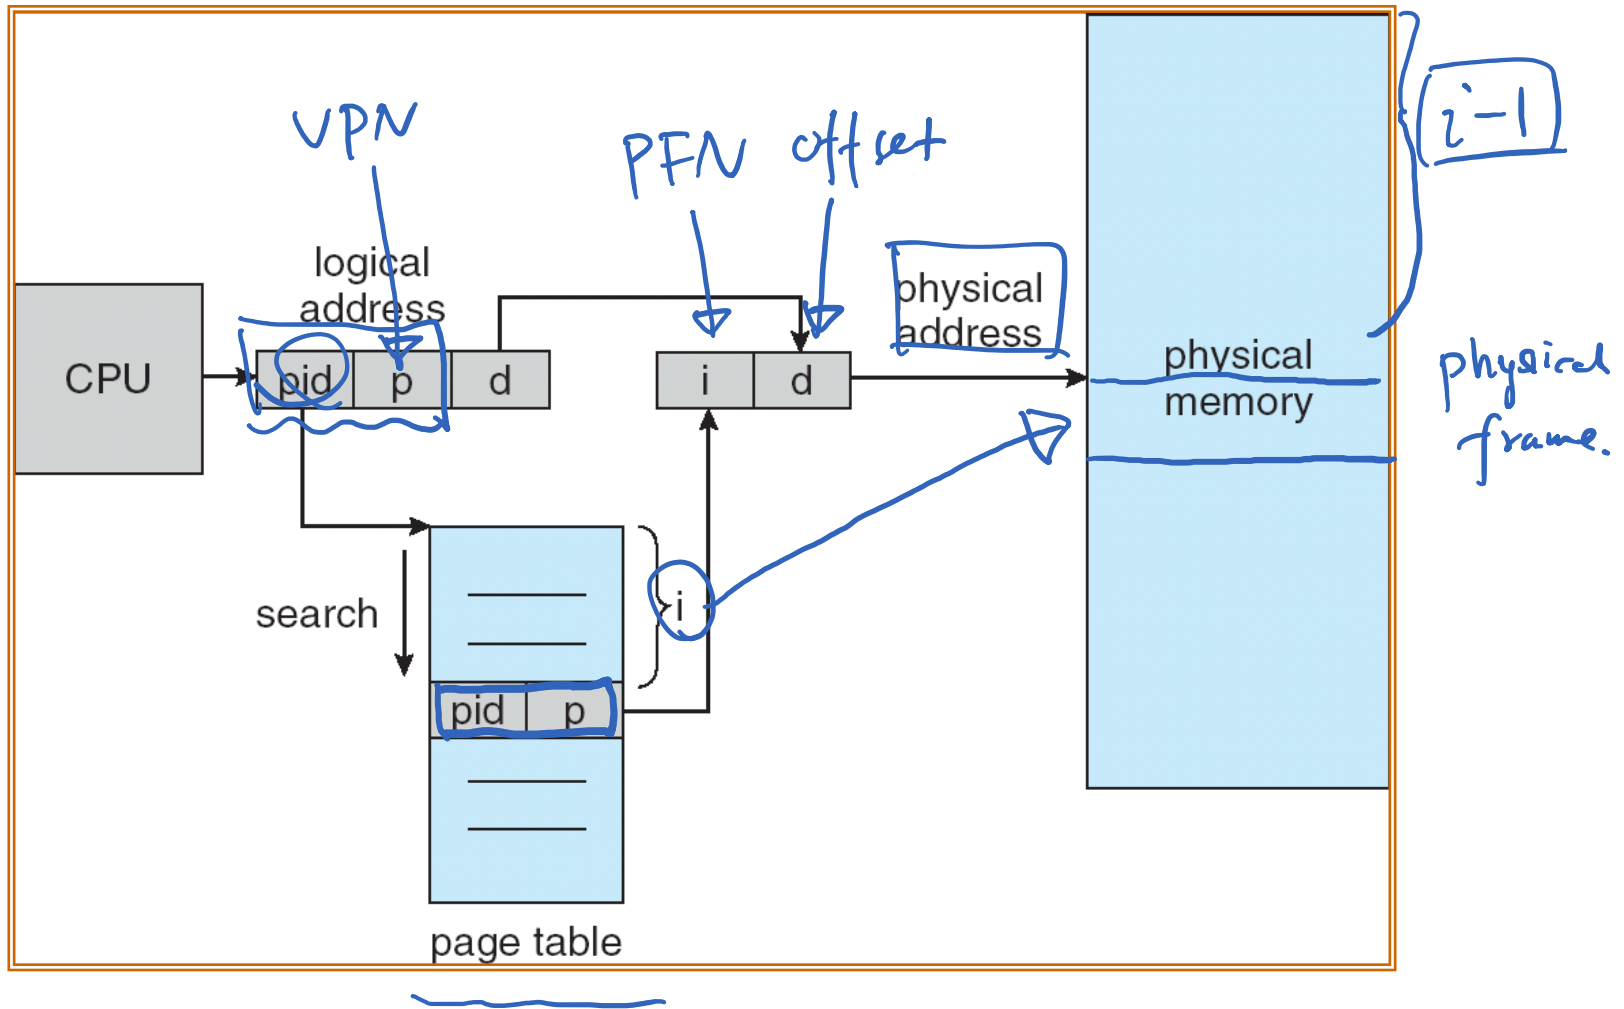 VPN
PFN offset
i-1
logical
address
physical
address
CPU
pid p d
i d
physical
memory
physical
frame.
search
i
pid p
page table